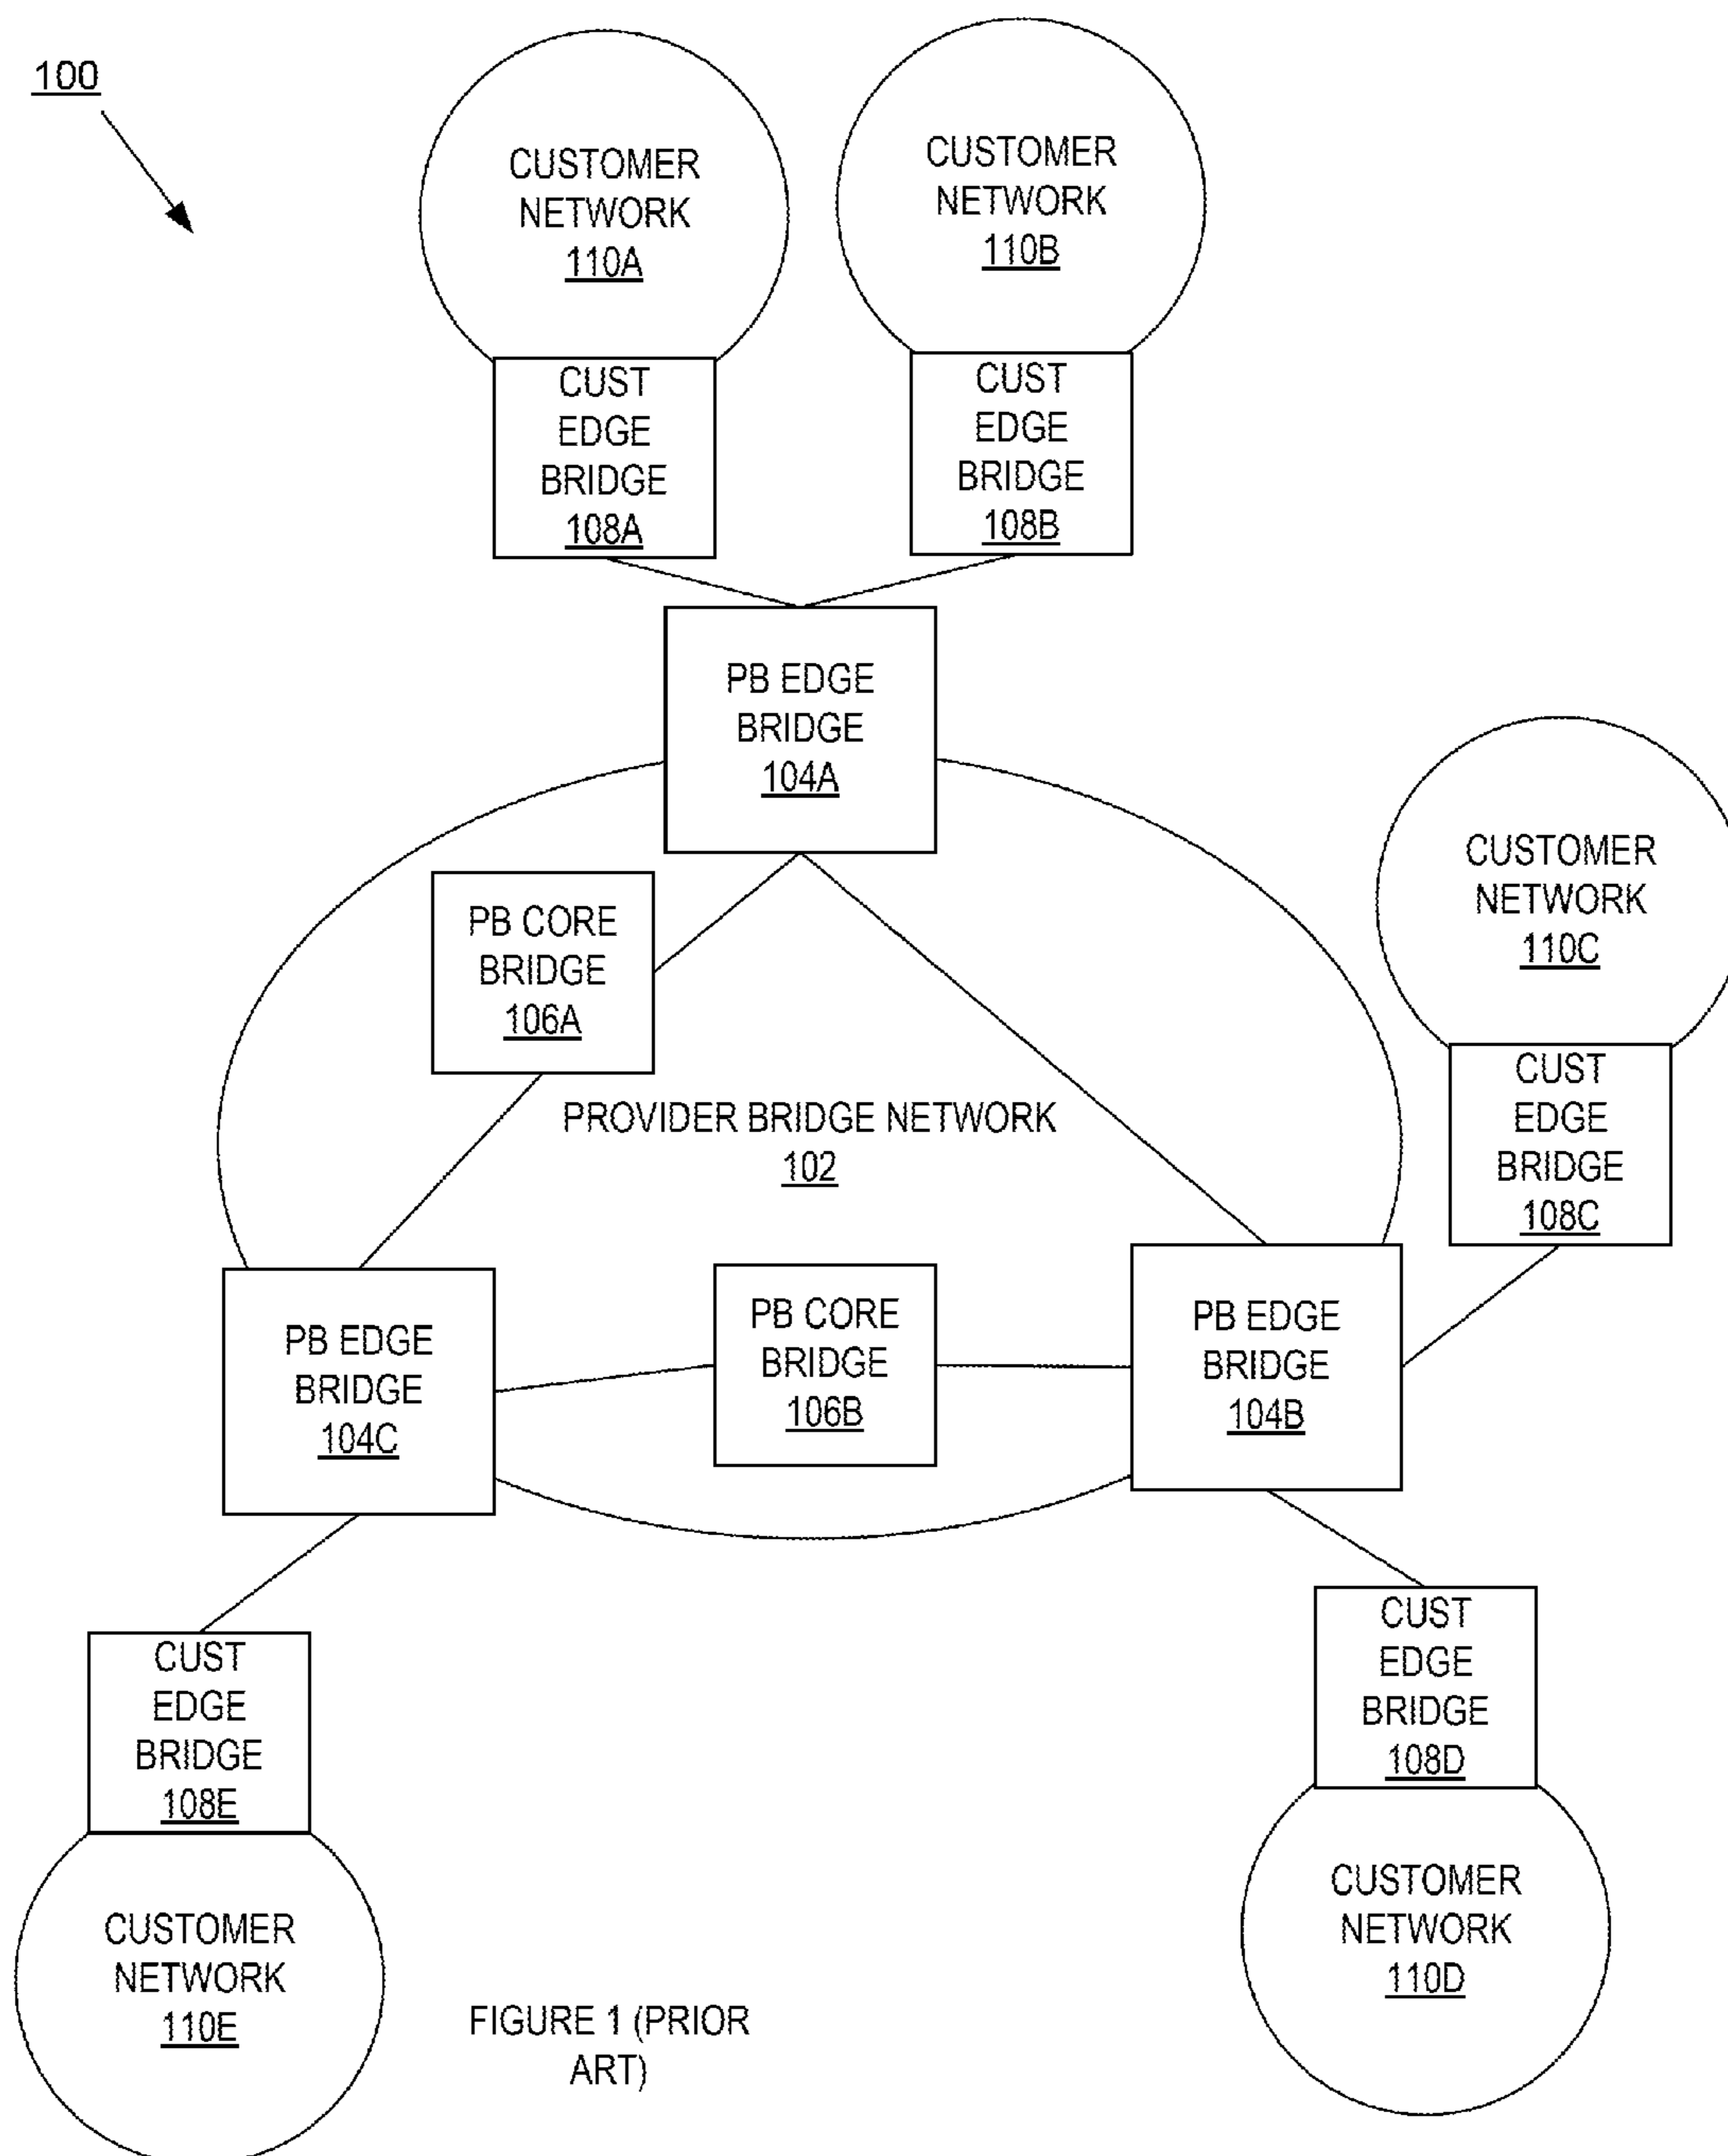 100
CUSTOMER
NETWORK
110A
CUSTOMER
NETWORK
110B
CUST
EDGE
BRIDGE
108A
CUST
EDGE
BRIDGE
108B
PB EDGE
BRIDGE
104A
CUSTOMER
NETWORK
110C
PB CORE
BRIDGE
106A
CUST
EDGE
BRIDGE
108C
PROVIDER BRIDGE NETWORK
102
PB EDGE
BRIDGE
104C
PB CORE
BRIDGE
106B
PB EDGE
BRIDGE
104B
CUST
EDGE
BRIDGE
108E
CUST
EDGE
BRIDGE
108D
CUSTOMER
NETWORK
110E
CUSTOMER
NETWORK
110D
FIGURE 1 (PRIOR
ART)